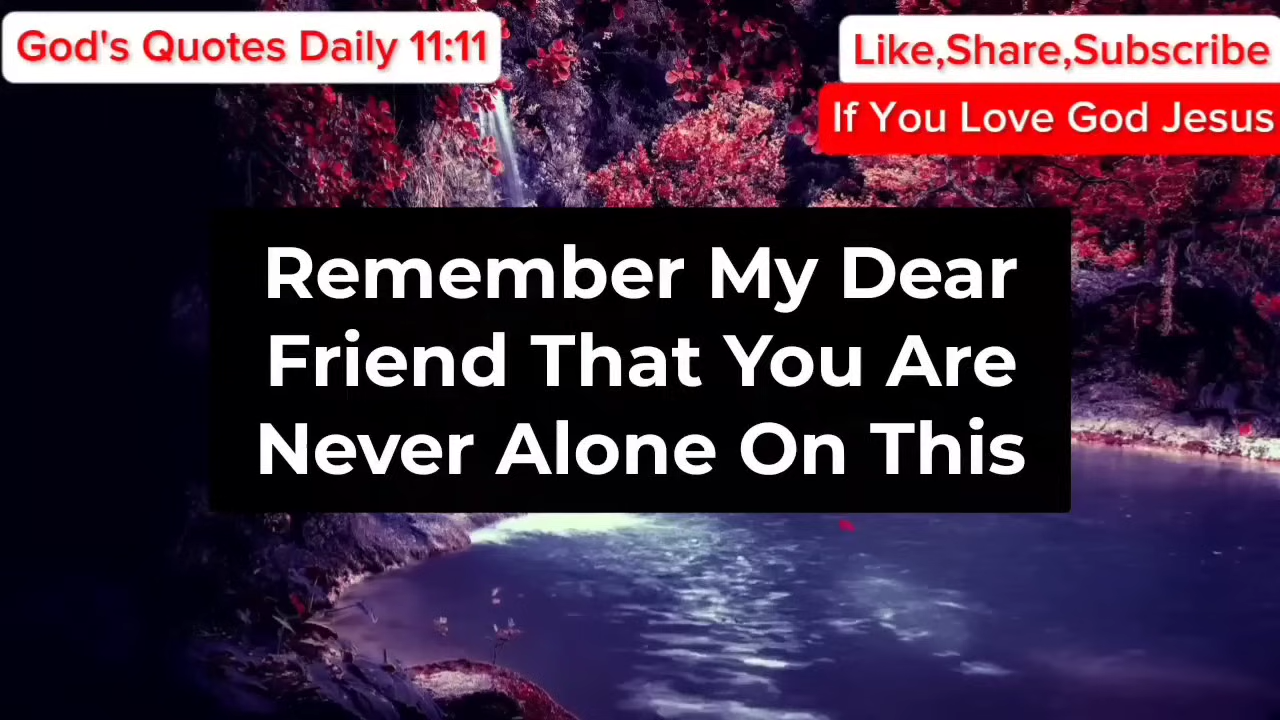 God's Quotes Daily 11:11
Like,Share,Subscribe
If You Love God Jesus
Remember My Dear
Friend That You Are
Never Alone On This